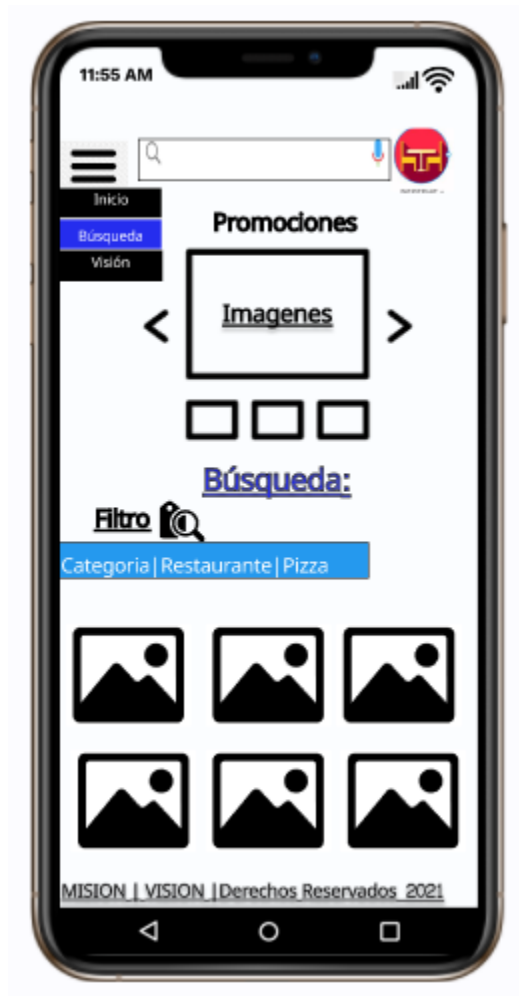 11:55 AM
Inicio
Búsqueda
Visión
Promociones
Imagenes
Búsqueda:
Filtro
Categoria|Restaurante|Pizza
MISION | VISION |Derechos Reservados 2021